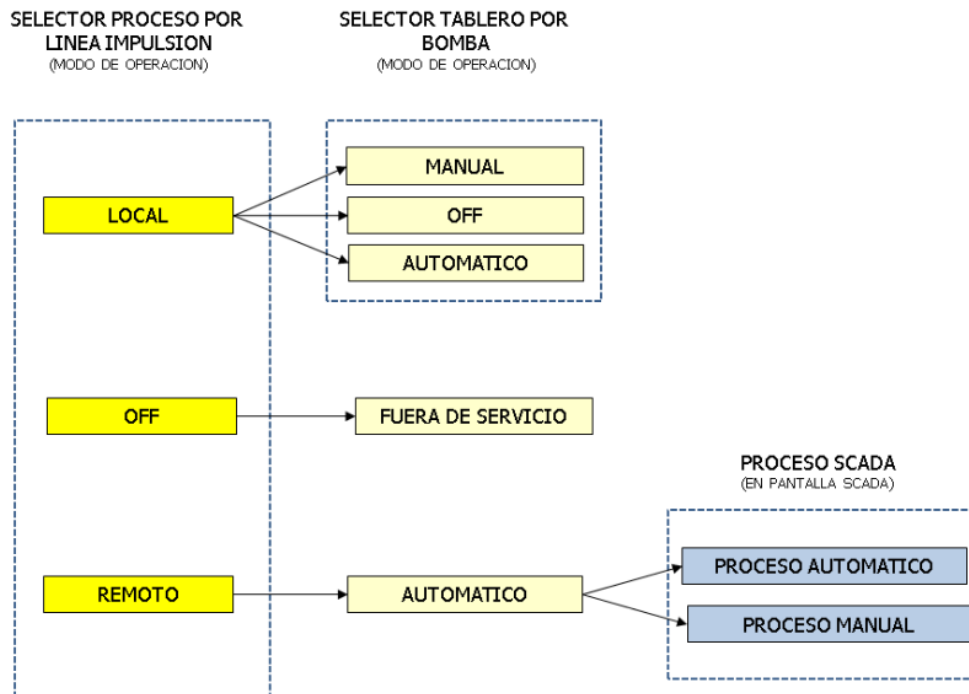 SELECTOR PROCESO POR
LINEA IMPULSION
(MODO DE OPERACION)
SELECTOR TABLERO POR
BOMBA
(MODO DE OPERACION)
MANUAL
LOCAL
OFF
AUTOMATICO
OFF
FUERA DE SERVICIO
PROCESO SCADA
(EN PANTALLA SCADA)
REMOTO
AUTOMATICO
PROCESO AUTOMATICO
PROCESO MANUAL